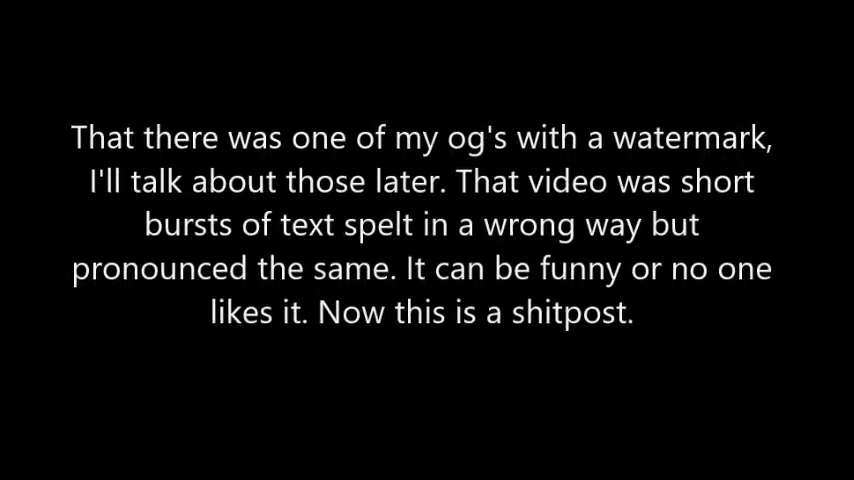 That there was one of my og's with a watermark,
I'll talk about those later. That video was short
bursts of text spelt in a wrong way but
pronounced the same. It can be funny or no one
likes it. Now this is a shitpost.